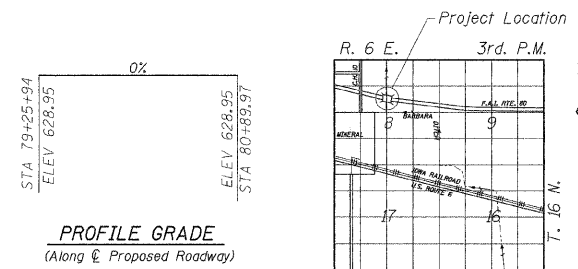 0%
STA 79+25+94
ELEV 628.95
ELEV 628.95
STA 80+89.97
PROFILE GRADE
(Along ℄ Proposed Roadway)
Project Location
R. 6 E. 3rd. P.M.
F.A.I. RTE. 80
8
BARBARA
9
MINERAL
IOWA RAILROAD
U.S. ROUTE 6
17
16
T. 16 N.